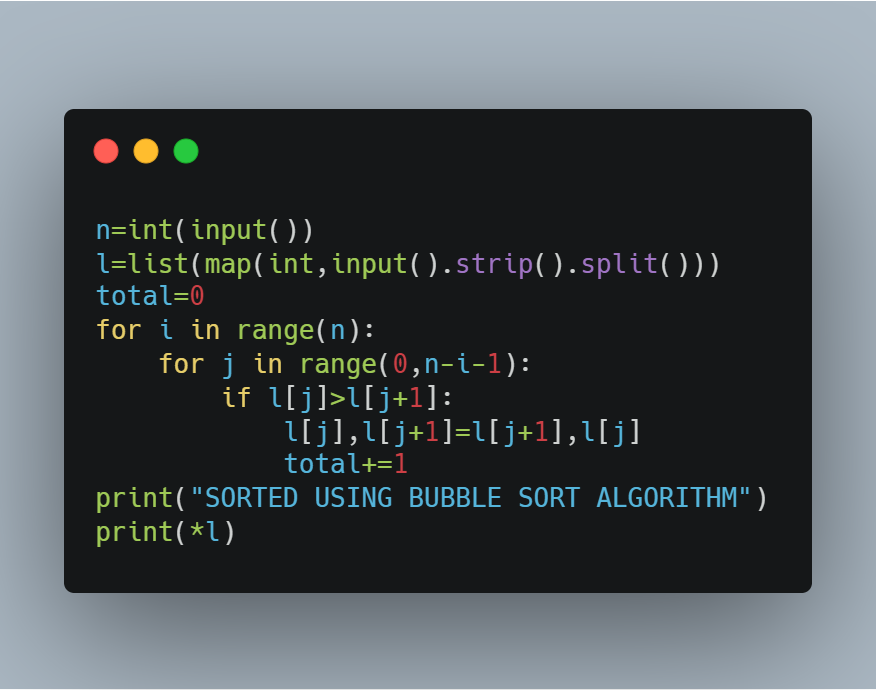 n=int(input())
l=list(map(int,input().strip().split()))
total=0
for i in range(n):
    for j in range(0,n-i-1):
        if l[j]>l[j+1]:
            l[j],l[j+1]=l[j+1],l[j]
            total+=1
print("SORTED USING BUBBLE SORT ALGORITHM")
print(*l)